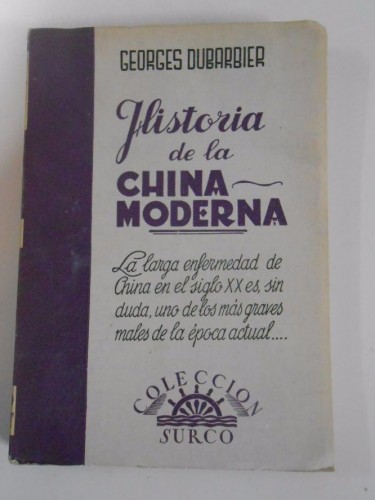 GEORGES DUBARBIER
Historia
de la
CHINA
MODERNA
La larga enfermedad de
China en el siglo XX es, sin
duda, uno de los más graves
males de la época actual....
COLECCION
SURCO